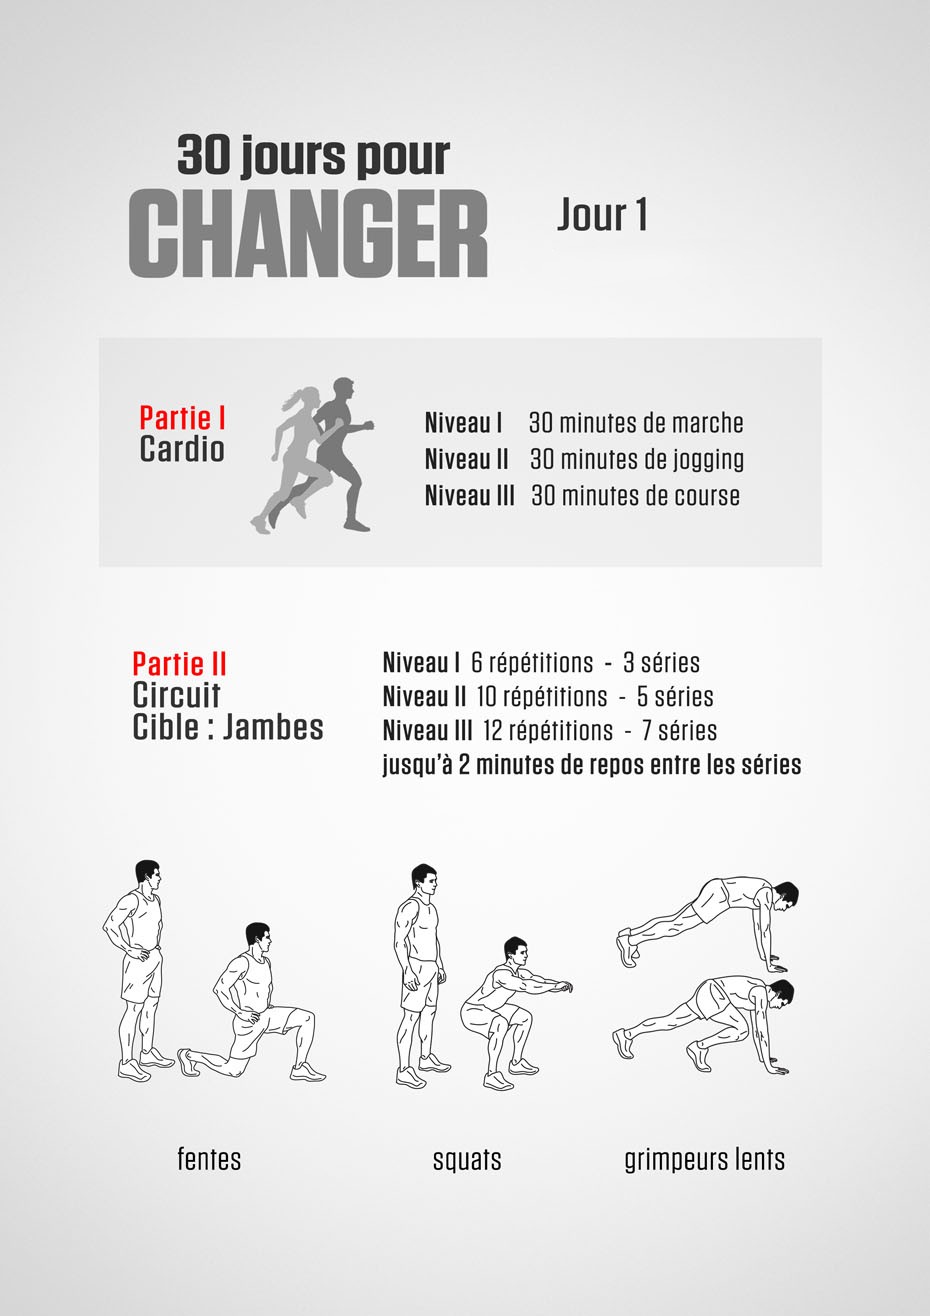 30 jours pour
CHANGER
Jour 1
Partie I
Cardio
Niveau I 30 minutes de marche
Niveau II 30 minutes de jogging
Niveau III 30 minutes de course
Partie II
Circuit
Cible : Jambes
Niveau I 6 répétitions - 3 séries
Niveau II 10 répétitions - 5 séries
Niveau III 12 répétitions - 7 séries
jusqu’à 2 minutes de repos entre les séries
fentes
squats
grimpeurs lents